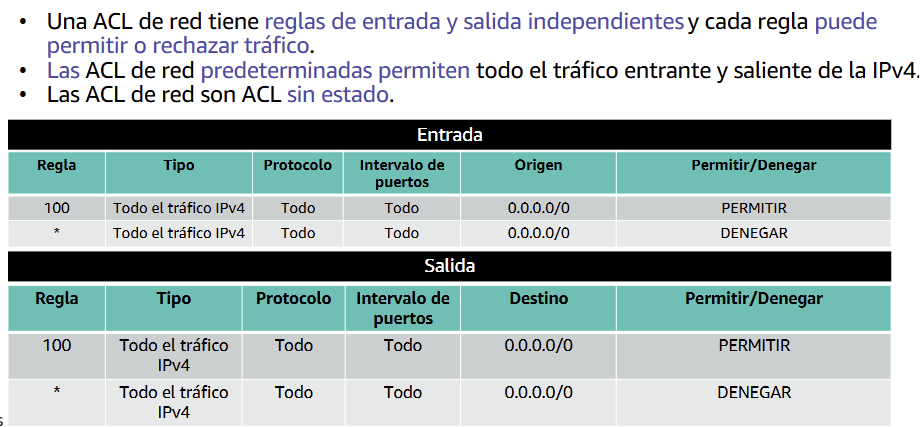 • Una ACL de red tiene reglas de entrada y salida independientes y cada regla puede
permitir o rechazar tráfico.
• Las ACL de red predeterminadas permiten todo el tráfico entrante y saliente de la IPv4.
• Las ACL de red son ACL sin estado.
Entrada
Regla Tipo Protocolo Intervalo de puertos Origen Permitir/Denegar
100 Todo el tráfico IPv4 Todo Todo 0.0.0.0/0 PERMITIR
* Todo el tráfico IPv4 Todo Todo 0.0.0.0/0 DENEGAR
Salida
Regla Tipo Protocolo Intervalo de puertos Destino Permitir/Denegar
100 Todo el tráfico IPv4 Todo Todo 0.0.0.0/0 PERMITIR
* Todo el tráfico IPv4 Todo Todo 0.0.0.0/0 DENEGAR
s